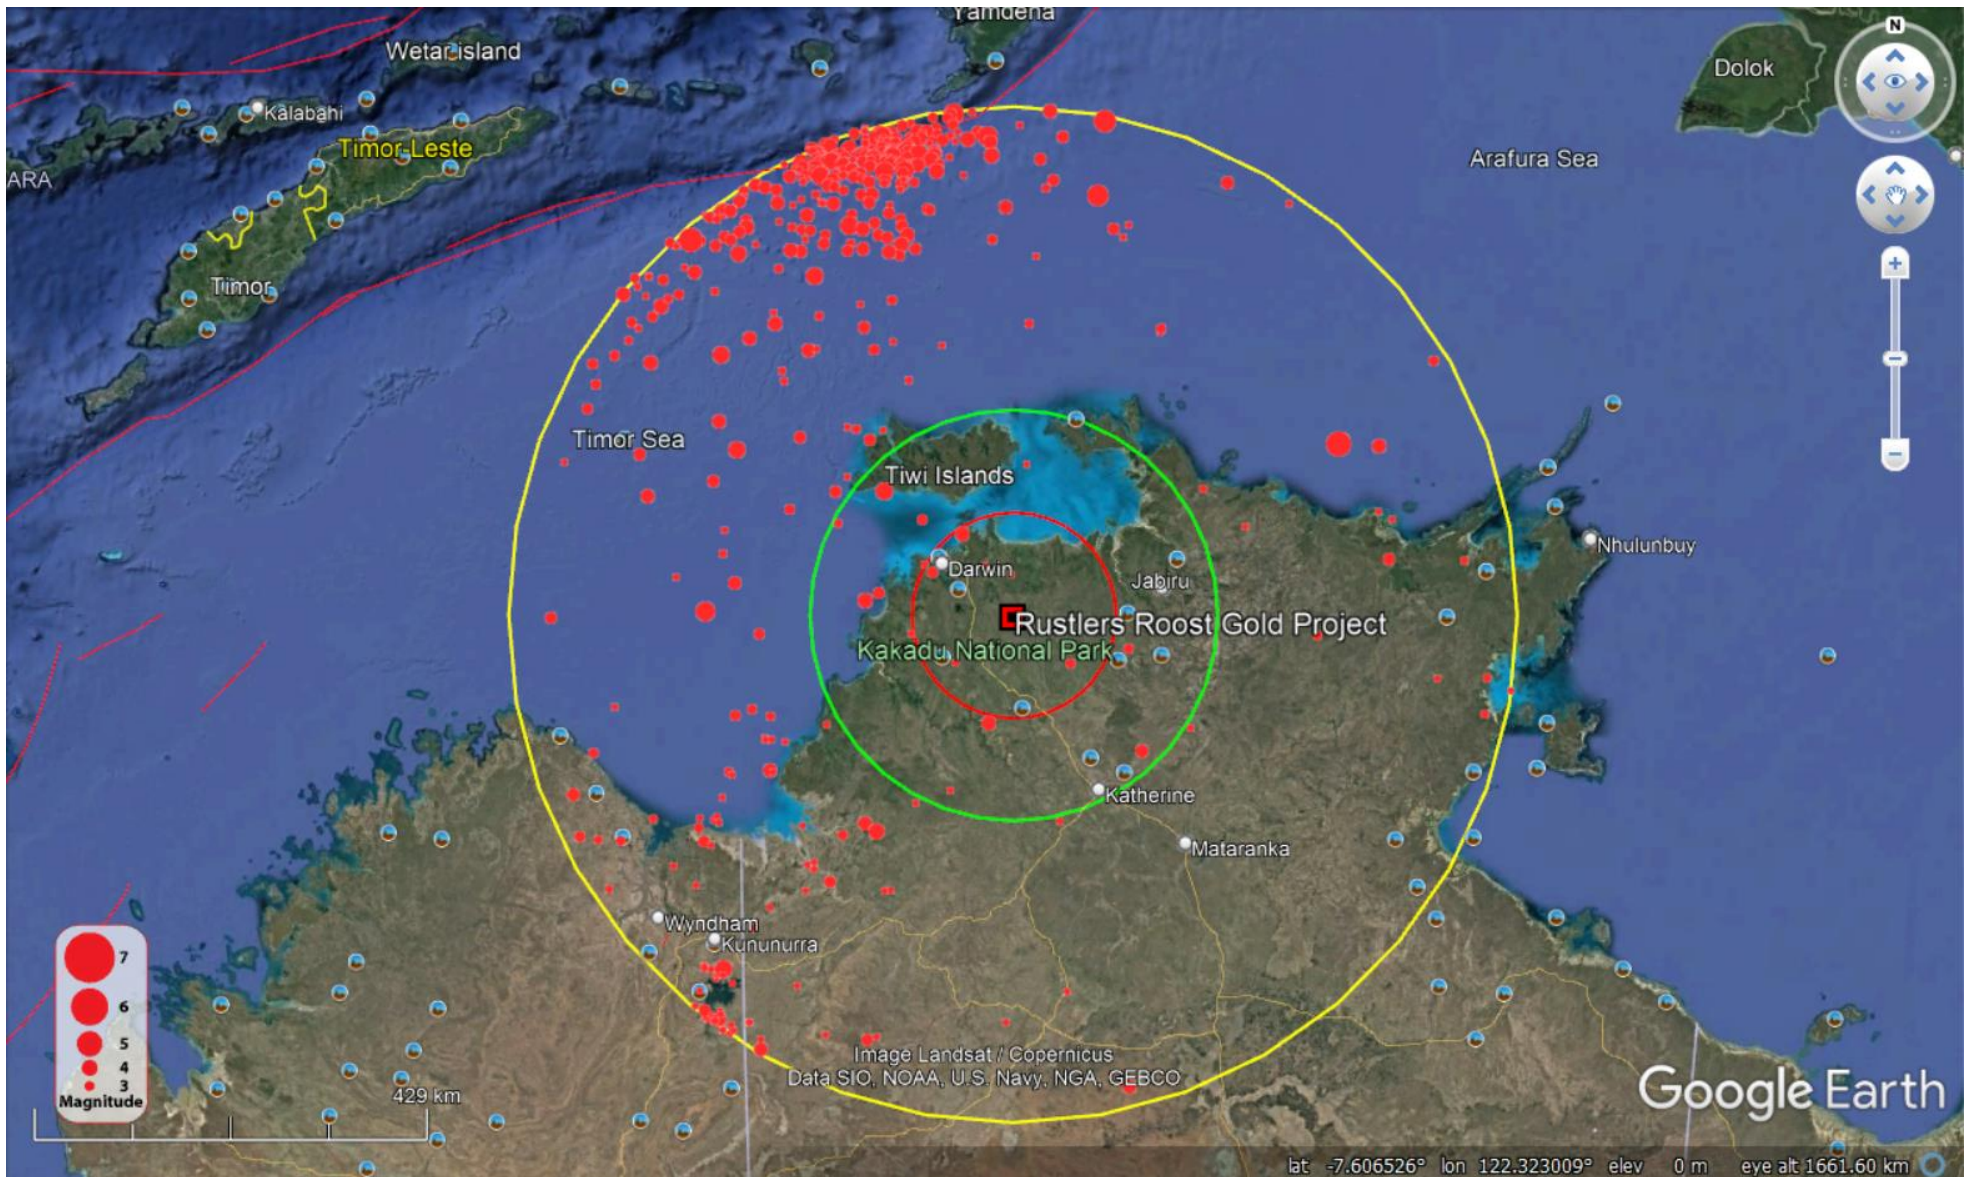 Yamdena
N
Wetar island
Dolok
Kalabahi
Timor-Leste
Arafura Sea
ARA
Timor
Timor Sea
Tiwi Islands
Nhulunbuy
Darwin
Jabiru
Rustlers Roost Gold Project
Kakadu National Park
Katherine
Mataranka
Wyndham
Kununurra
7
6
5
4
3
Magnitude
429 km
Image Landsat / Copernicus
Data SIO, NOAA, U.S. Navy, NGA, GEBCO
Google Earth
lat -7.606526° lon 122.323009° elev 0 m eye alt 1661.60 km